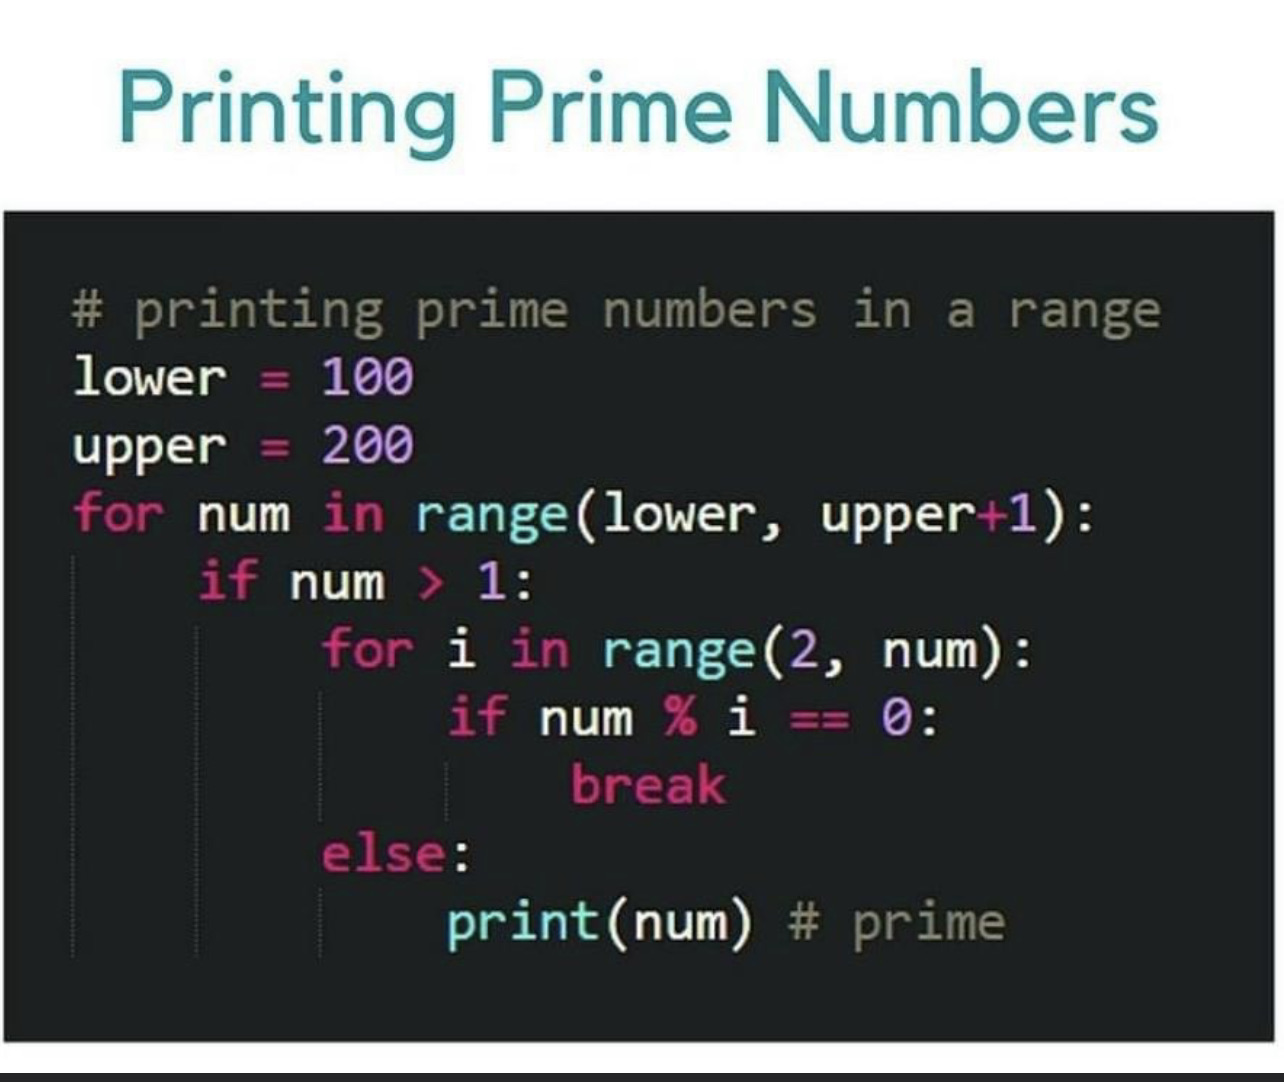 Printing Prime Numbers
# printing prime numbers in a range
lower = 100
upper = 200
for num in range(lower, upper+1):
    if num > 1:
        for i in range(2, num):
            if num % i == 0:
                break
        else:
            print(num) # prime